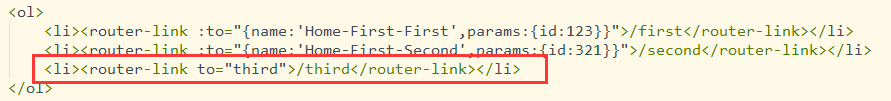 <ol>
<li><router-link :to="{name:'Home-First-First',params:{id:123}}">/first</router-link></li>
<li><router-link :to="{name:'Home-First-Second',params:{id:321}}">/second</router-link></li>
<li><router-link to="third">/third</router-link></li>
</ol>